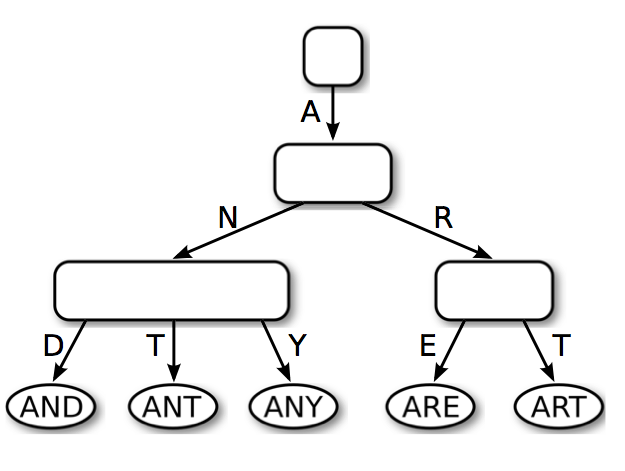 A
N R
D T Y E T
AND ANT ANY ARE ART